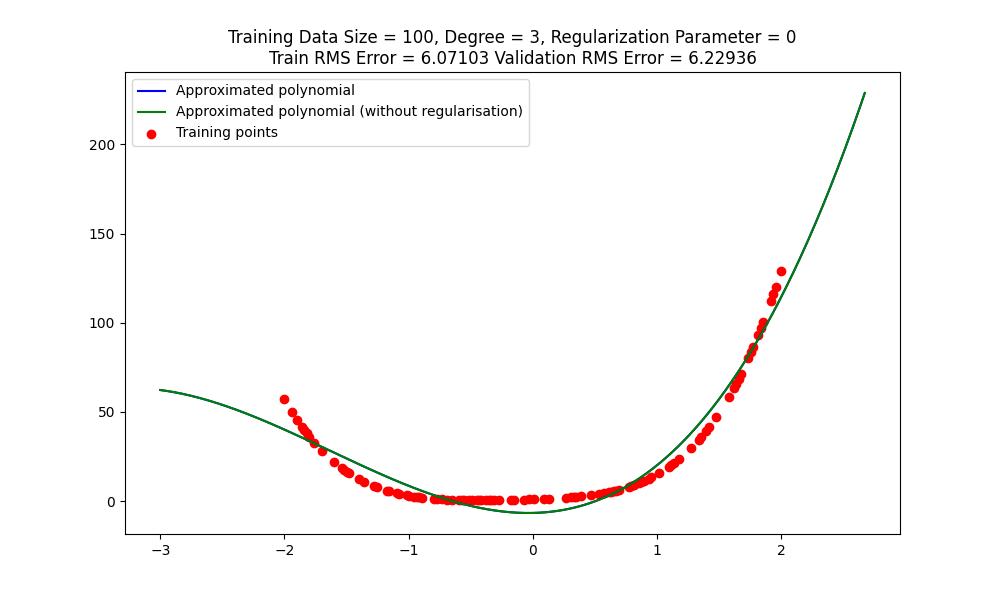 Training Data Size = 100, Degree = 3, Regularization Parameter = 0
Train RMS Error = 6.07103 Validation RMS Error = 6.22936
Approximated polynomial
Approximated polynomial (without regularisation)
Training points
200
150
100
50
0
−3 −2 −1 0 1 2